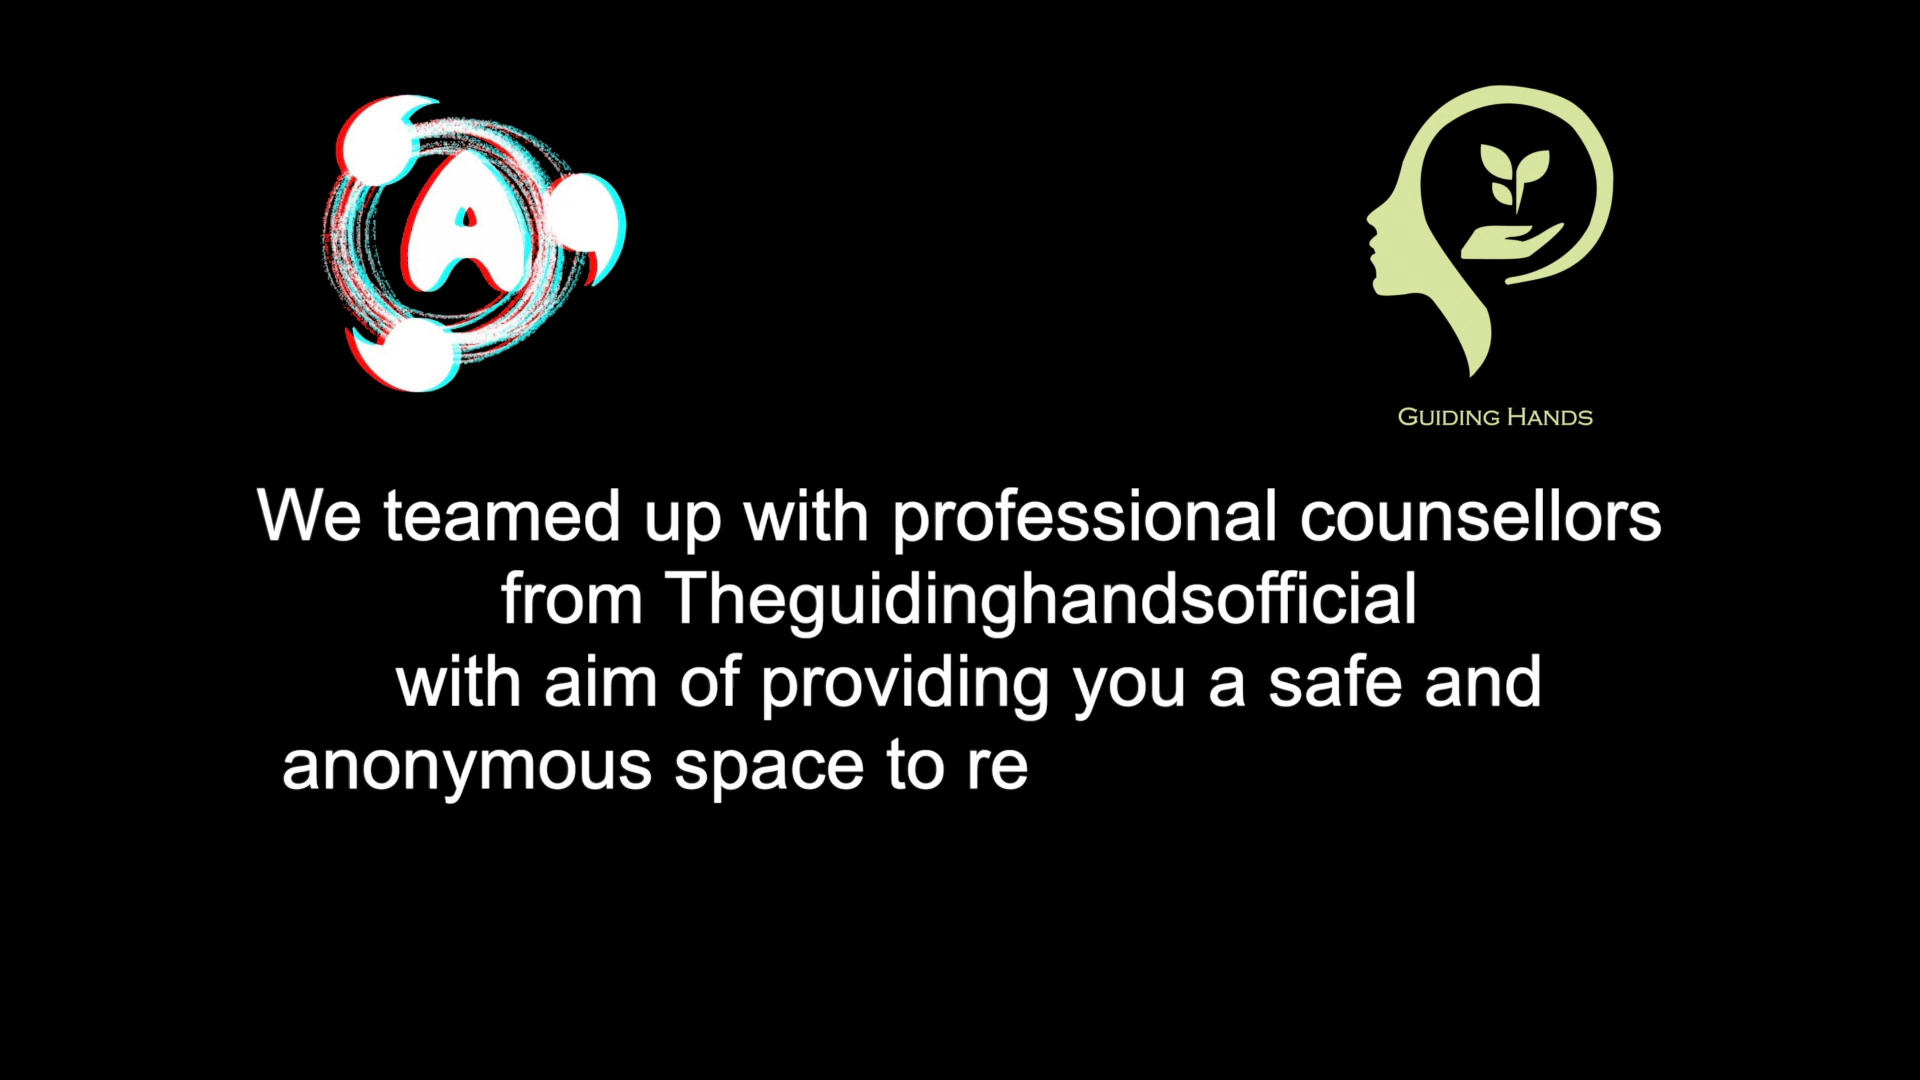 A
GUIDING HANDS
We teamed up with professional counsellors
from Theguidinghandsofficial
with aim of providing you a safe and
anonymous space to re